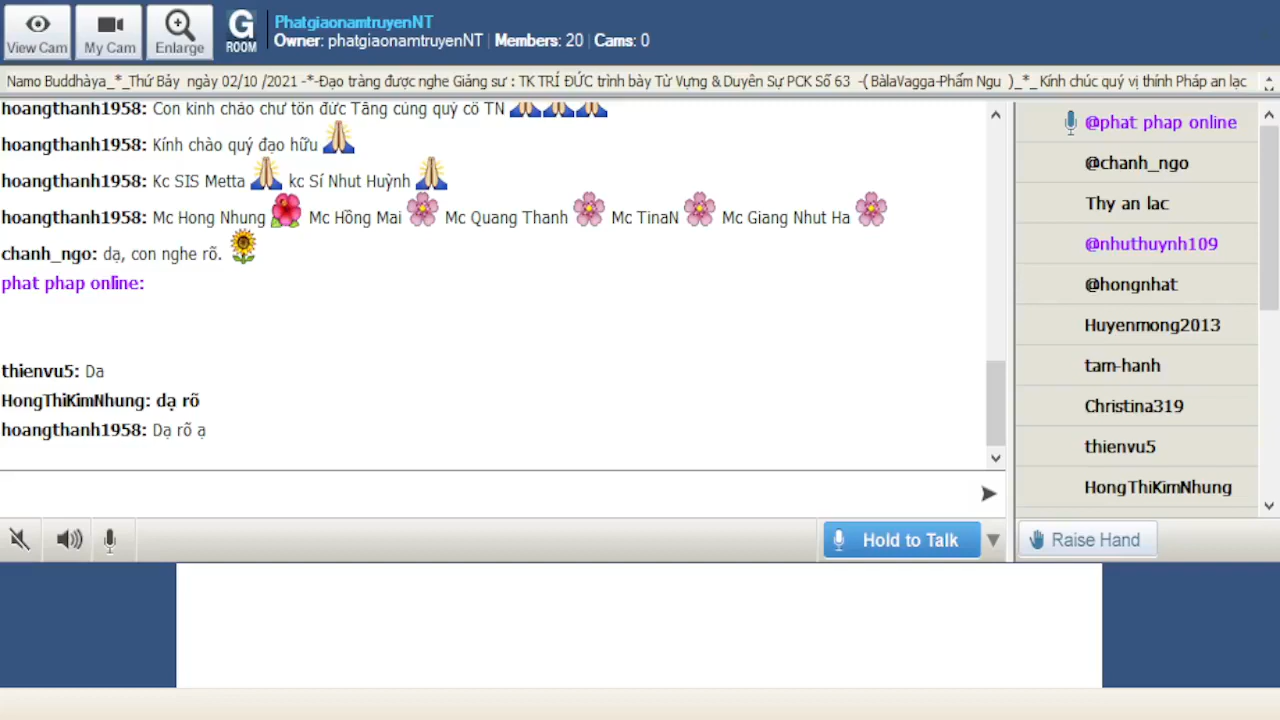 View Cam
My Cam
Enlarge
G
ROOM
PhatgiaonamtruyenNT
Owner: phatgiaonamtruyenNT | Members: 20 | Cams: 0
Namo Buddhàya_*_Thứ Bảy ngày 02/10 /2021 -*-Đạo tràng được nghe Giảng sư : TK TRÍ ĐỨC trình bày Từ Vựng & Duyên Sự PCK Số 63 -( BàlaVagga-Phẩm Ngu )_*_ Kính chúc quý vị thính Pháp an lạc
hoangthanh1958: Con kính chào chư tôn đức Tăng cùng quý cô TN
hoangthanh1958: Kính chào quý đạo hữu
hoangthanh1958: Kc SIS Metta kc Sí Nhut Huỳnh
hoangthanh1958: Mc Hong Nhung Mc Hồng Mai Mc Quang Thanh Mc TinaN Mc Giang Nhut Ha
chanh_ngo: dạ, con nghe rõ.
phat phap online:
thienvu5: Da
HongThiKimNhung: dạ rõ
hoangthanh1958: Dạ rõ ạ
@phat phap online
@chanh_ngo
Thy an lac
@nhuthuynh109
@hongnhat
Huyenmong2013
tam-hanh
Christina319
thienvu5
HongThiKimNhung
Hold to Talk
Raise Hand